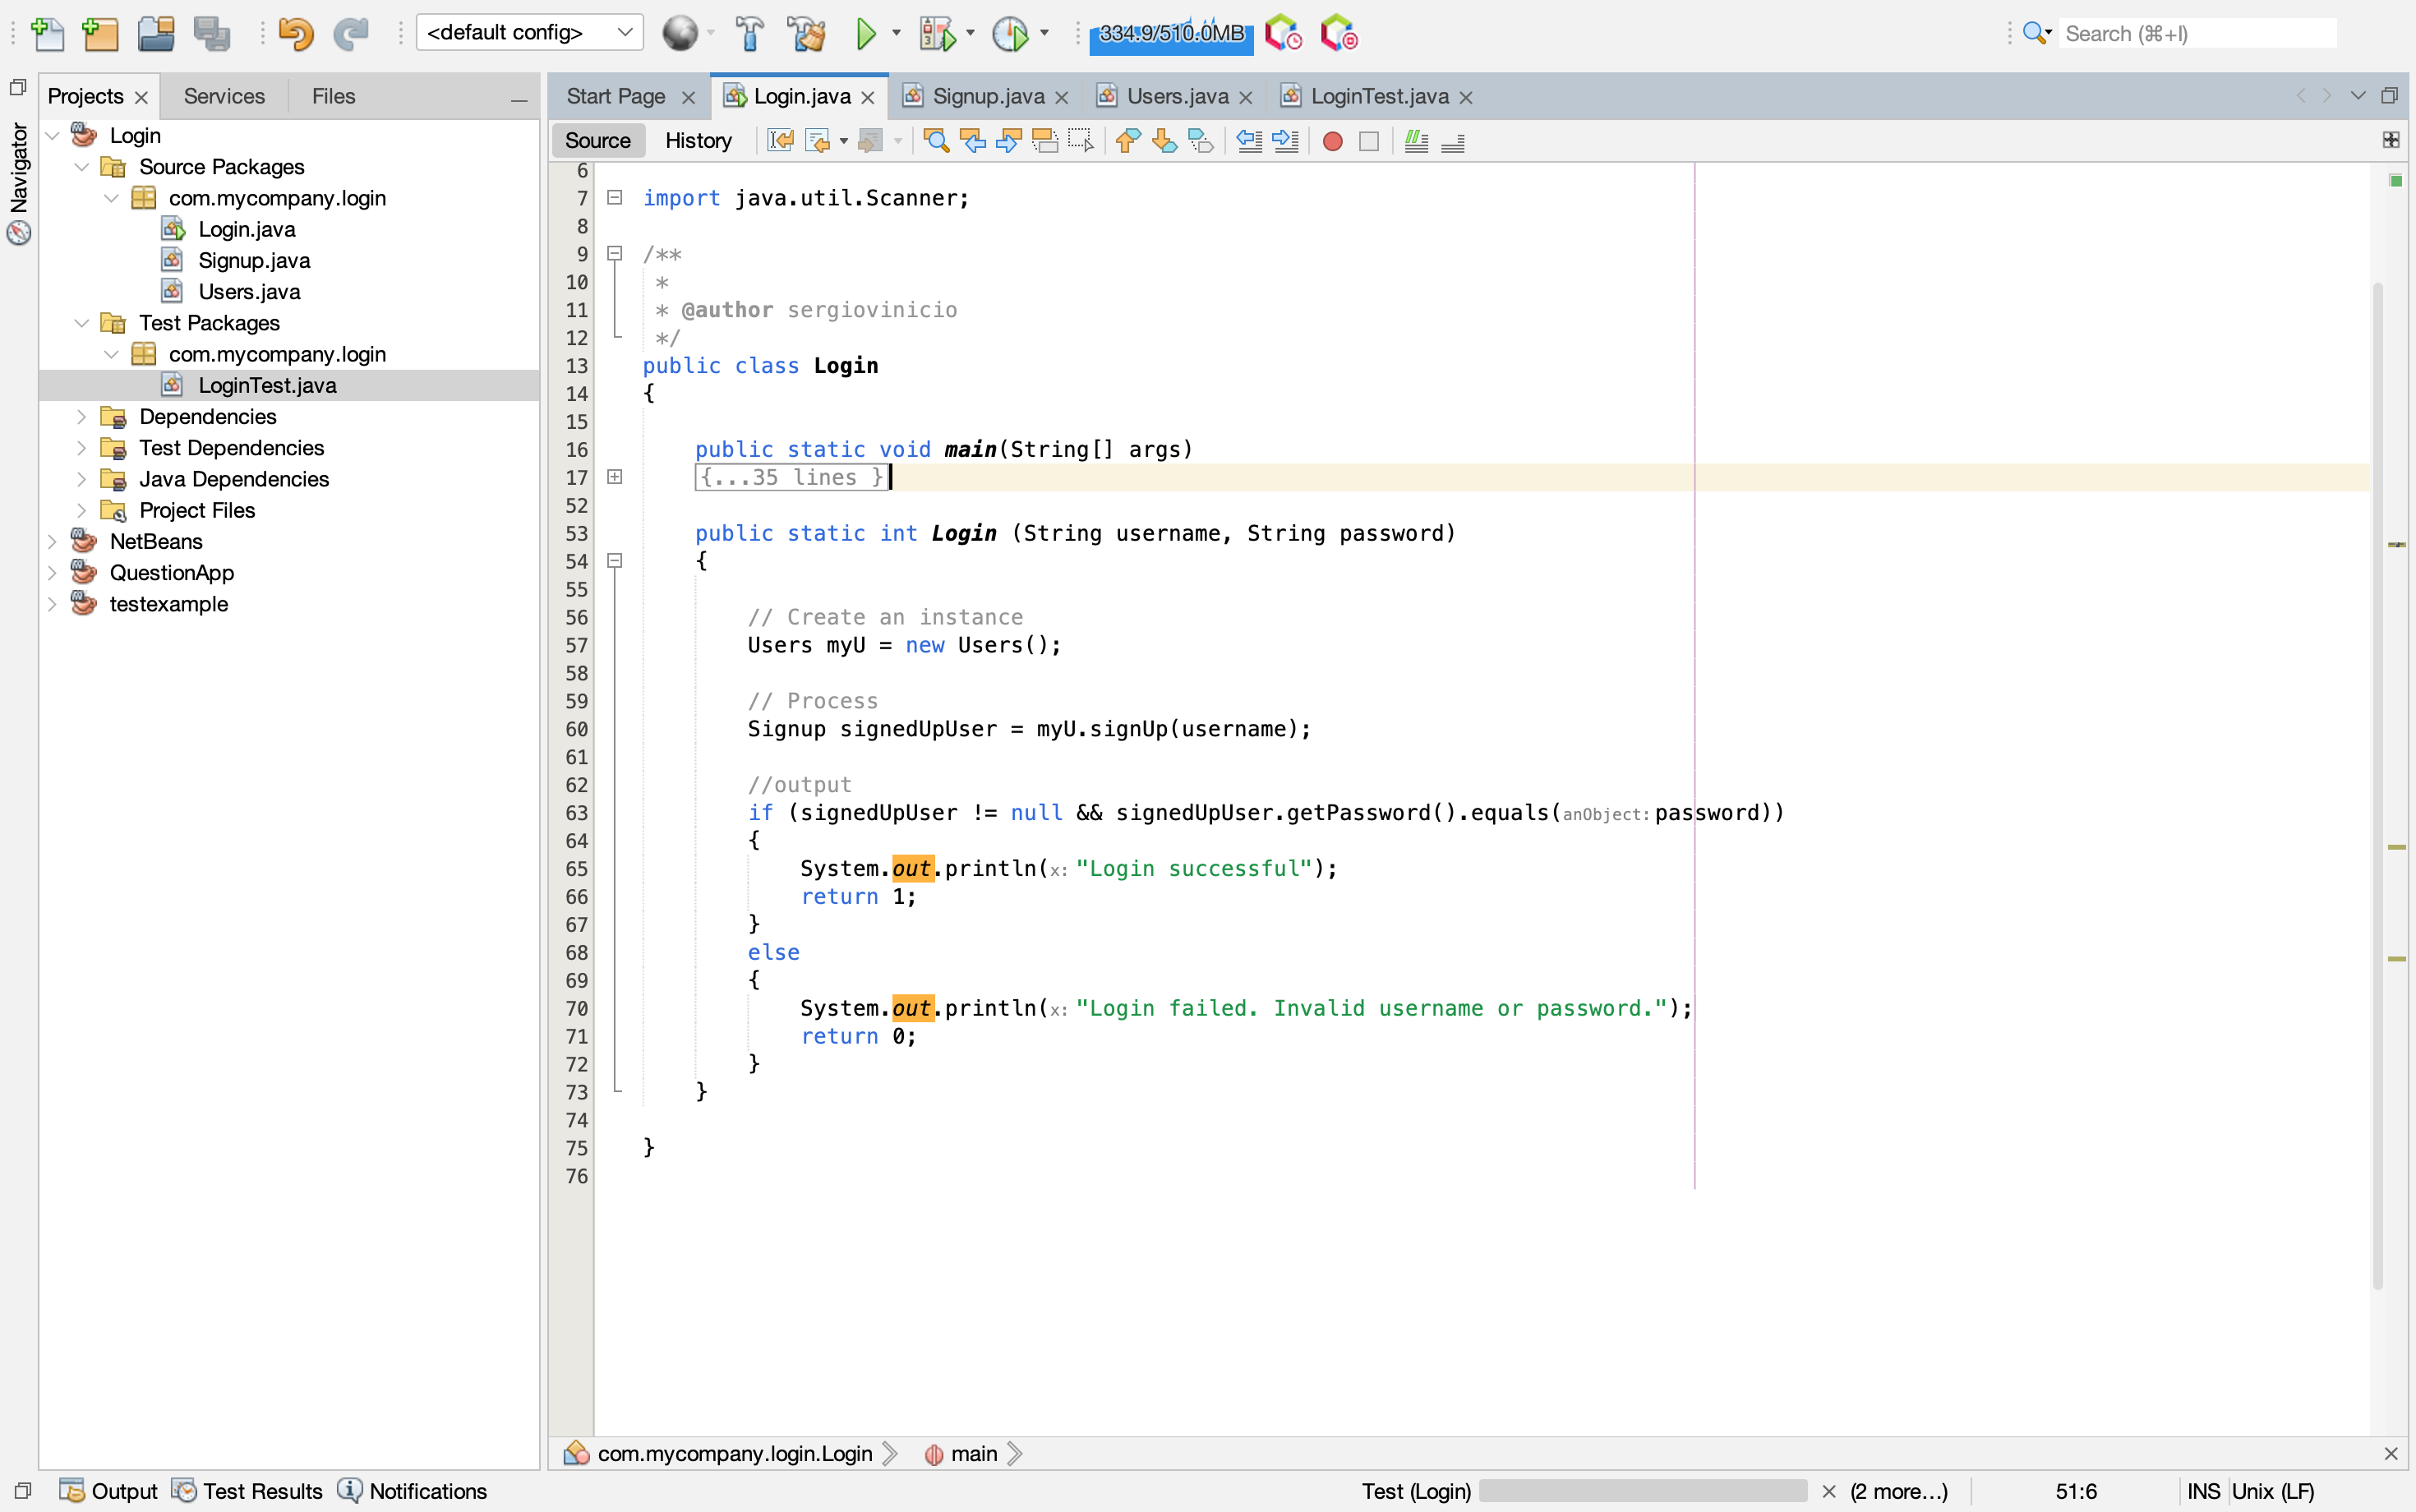 <default config>
334.9/510.0MB
Search (⌘+I)
Projects
Services
Files
Start Page
Login.java
Signup.java
Users.java
LoginTest.java
Navigator
Login
Source Packages
com.mycompany.login
Login.java
Signup.java
Users.java
Test Packages
com.mycompany.login
LoginTest.java
Dependencies
Test Dependencies
Java Dependencies
Project Files
NetBeans
QuestionApp
testexample
Source
History
6
7 import java.util.Scanner;
8
9 /**
10 *
11 * @author sergiovinicio
12 */
13 public class Login
14 {
15
16 public static void main(String[] args)
17 {...35 lines }
52
53 public static int Login (String username, String password)
54 {
55
56 // Create an instance
57 Users myU = new Users();
58
59 // Process
60 Signup signedUpUser = myU.signUp(username);
61
62 //output
63 if (signedUpUser != null && signedUpUser.getPassword().equals(anObject: password))
64 {
65 System.out.println(x: "Login successful");
66 return 1;
67 }
68 else
69 {
70 System.out.println(x: "Login failed. Invalid username or password.");
71 return 0;
72 }
73 }
74
75 }
76
com.mycompany.login.Login
main
Output
Test Results
Notifications
Test (Login)
(2 more...)
51:6
INS
Unix (LF)